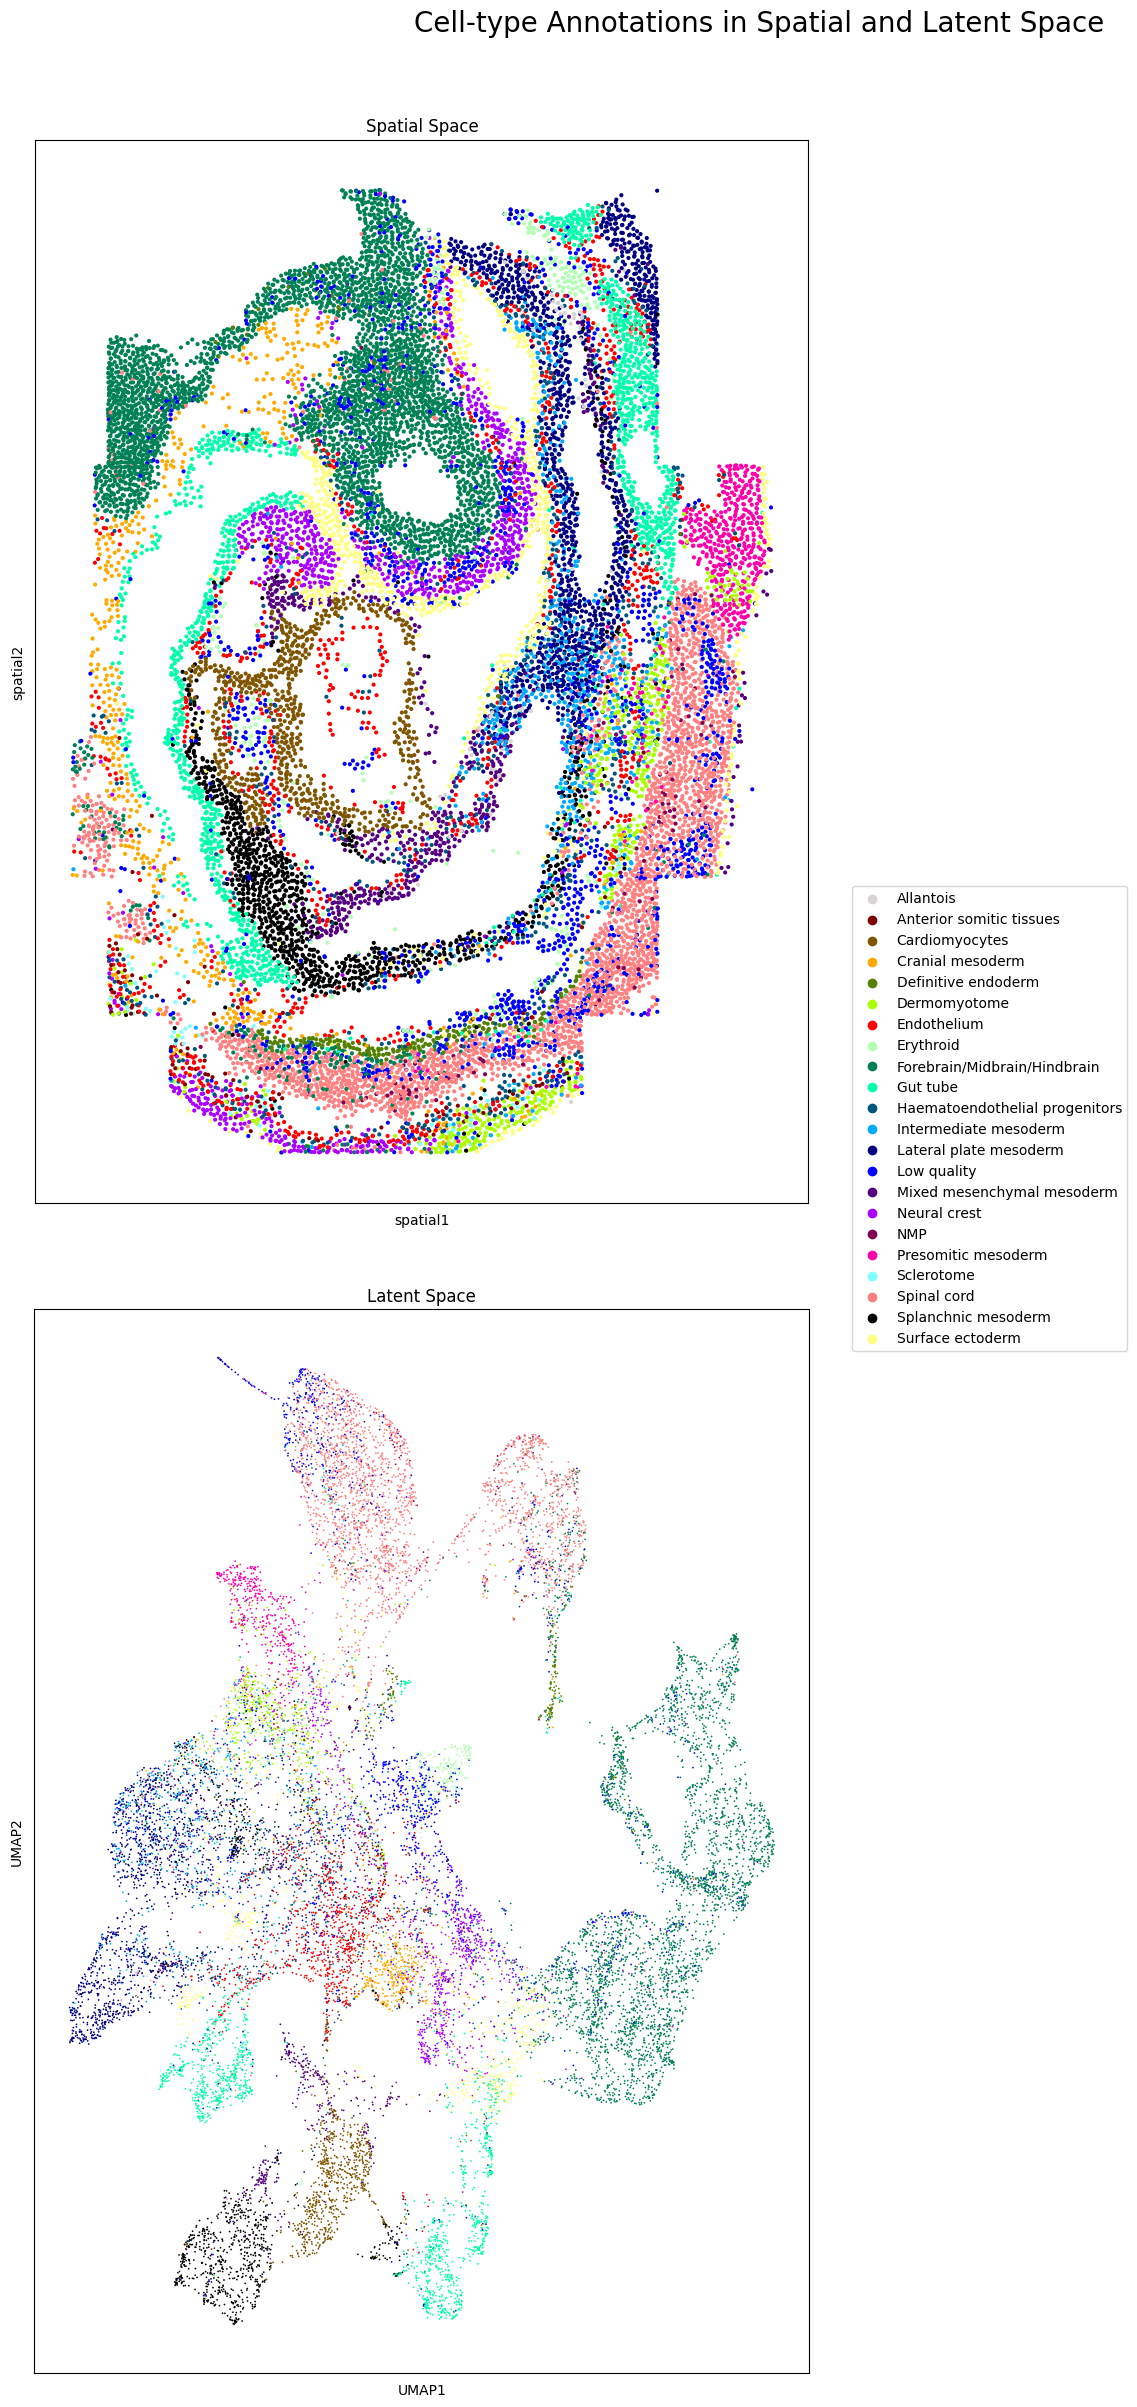 Cell-type Annotations in Spatial and Latent Space
Spatial Space
spatial2
spatial1
Allantois
Anterior somitic tissues
Cardiomyocytes
Cranial mesoderm
Definitive endoderm
Dermomyotome
Endothelium
Erythroid
Forebrain/Midbrain/Hindbrain
Gut tube
Haematoendothelial progenitors
Intermediate mesoderm
Lateral plate mesoderm
Low quality
Mixed mesenchymal mesoderm
Neural crest
NMP
Presomitic mesoderm
Sclerotome
Spinal cord
Splanchnic mesoderm
Surface ectoderm
Latent Space
UMAP2
UMAP1